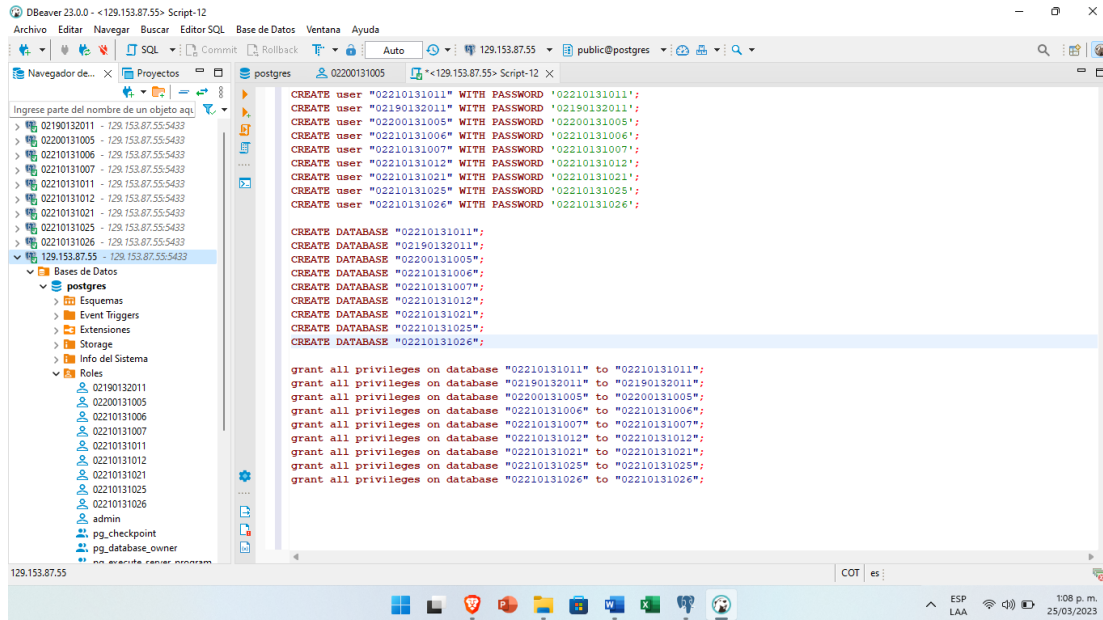 DBeaver 23.0.0 - <129.153.87.55> Script-12
Archivo Editar Navegar Buscar Editor SQL Base de Datos Ventana Ayuda
SQL Commit Rollback Auto 129.153.87.55 public@postgres
Navegador de... Proyectos
postgres 02200131005 *<129.153.87.55> Script-12
Ingrese parte del nombre de un objeto aqu
02190132011 - 129.153.87.55:5433
02200131005 - 129.153.87.55:5433
02210131006 - 129.153.87.55:5433
02210131007 - 129.153.87.55:5433
02210131011 - 129.153.87.55:5433
02210131012 - 129.153.87.55:5433
02210131021 - 129.153.87.55:5433
02210131025 - 129.153.87.55:5433
02210131026 - 129.153.87.55:5433
129.153.87.55 - 129.153.87.55:5433
Bases de Datos
postgres
Esquemas
Event Triggers
Extensiones
Storage
Info del Sistema
Roles
02190132011
02200131005
02210131006
02210131007
02210131011
02210131012
02210131021
02210131025
02210131026
admin
pg_checkpoint
pg_database_owner
pg_execute_server_program
CREATE user "02210131011" WITH PASSWORD '02210131011';
CREATE user "02190132011" WITH PASSWORD '02190132011';
CREATE user "02200131005" WITH PASSWORD '02200131005';
CREATE user "02210131006" WITH PASSWORD '02210131006';
CREATE user "02210131007" WITH PASSWORD '02210131007';
CREATE user "02210131012" WITH PASSWORD '02210131012';
CREATE user "02210131021" WITH PASSWORD '02210131021';
CREATE user "02210131025" WITH PASSWORD '02210131025';
CREATE user "02210131026" WITH PASSWORD '02210131026';
CREATE DATABASE "02210131011";
CREATE DATABASE "02190132011";
CREATE DATABASE "02200131005";
CREATE DATABASE "02210131006";
CREATE DATABASE "02210131007";
CREATE DATABASE "02210131012";
CREATE DATABASE "02210131021";
CREATE DATABASE "02210131025";
CREATE DATABASE "02210131026";
grant all privileges on database "02210131011" to "02210131011";
grant all privileges on database "02190132011" to "02190132011";
grant all privileges on database "02200131005" to "02200131005";
grant all privileges on database "02210131006" to "02210131006";
grant all privileges on database "02210131007" to "02210131007";
grant all privileges on database "02210131012" to "02210131012";
grant all privileges on database "02210131021" to "02210131021";
grant all privileges on database "02210131025" to "02210131025";
grant all privileges on database "02210131026" to "02210131026";
129.153.87.55
COT es
ESP
LAA
1:08 p. m.
25/03/2023